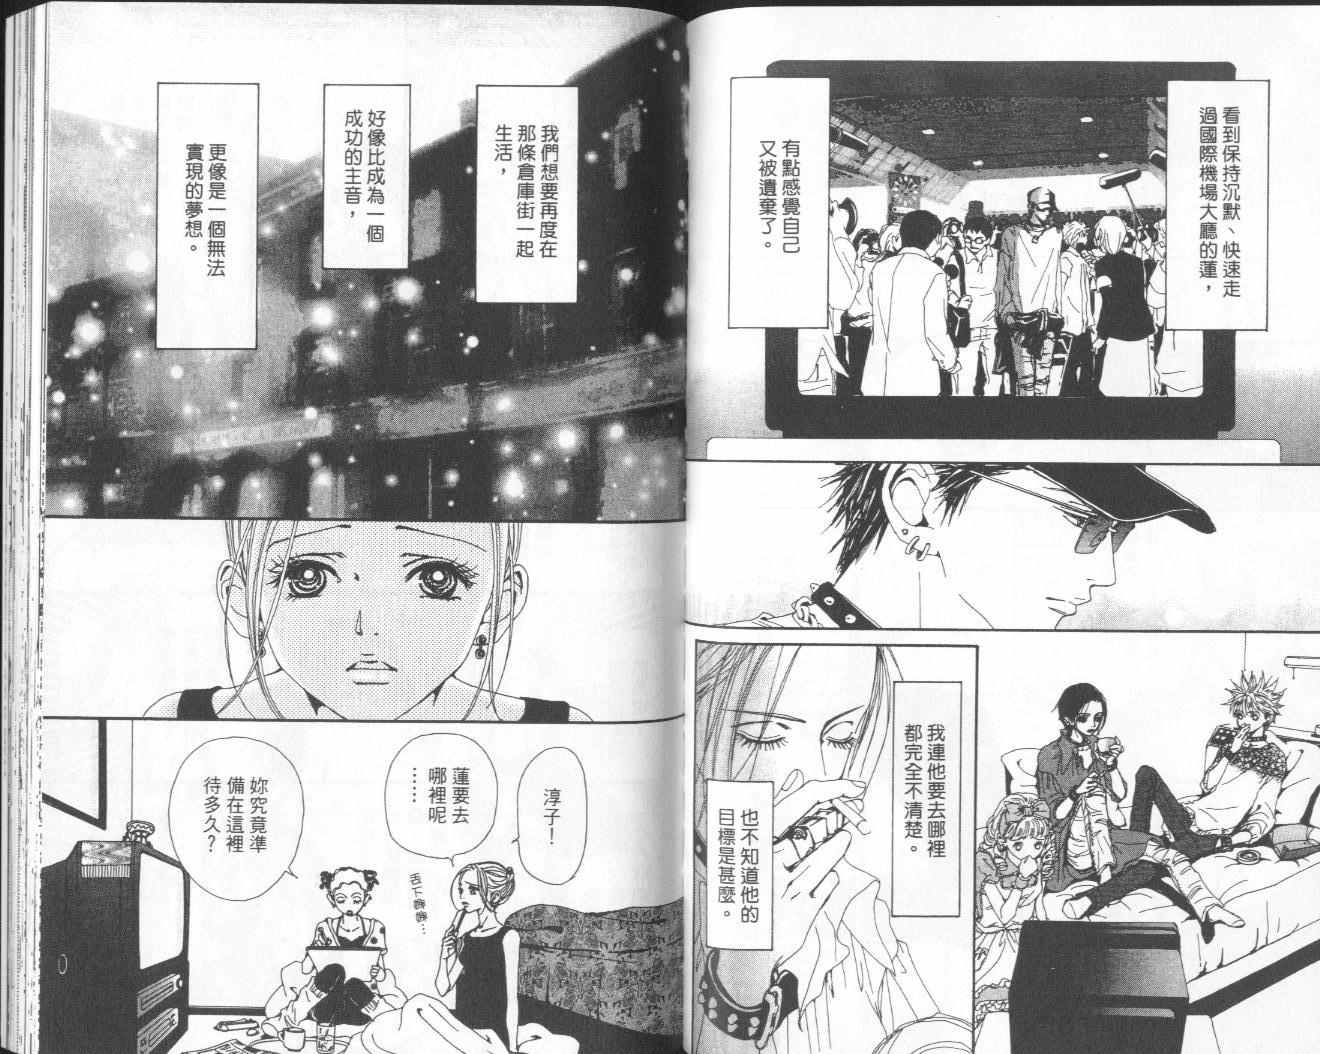 看到保持沉默、快速走
過國際機場大廳的蓮，
有點感覺自己
又被遺棄了。
我連他要去哪裡
都完全不清楚。
也不知道他的
目標是甚麼。
我們想要再度在
那條倉庫街一起
生活，
好像比成為一個
成功的主音，
更像是一個無法
實現的夢想。
淳子！
蓮要去
哪裡呢
……
妳究竟準
備在這裡
待多久？